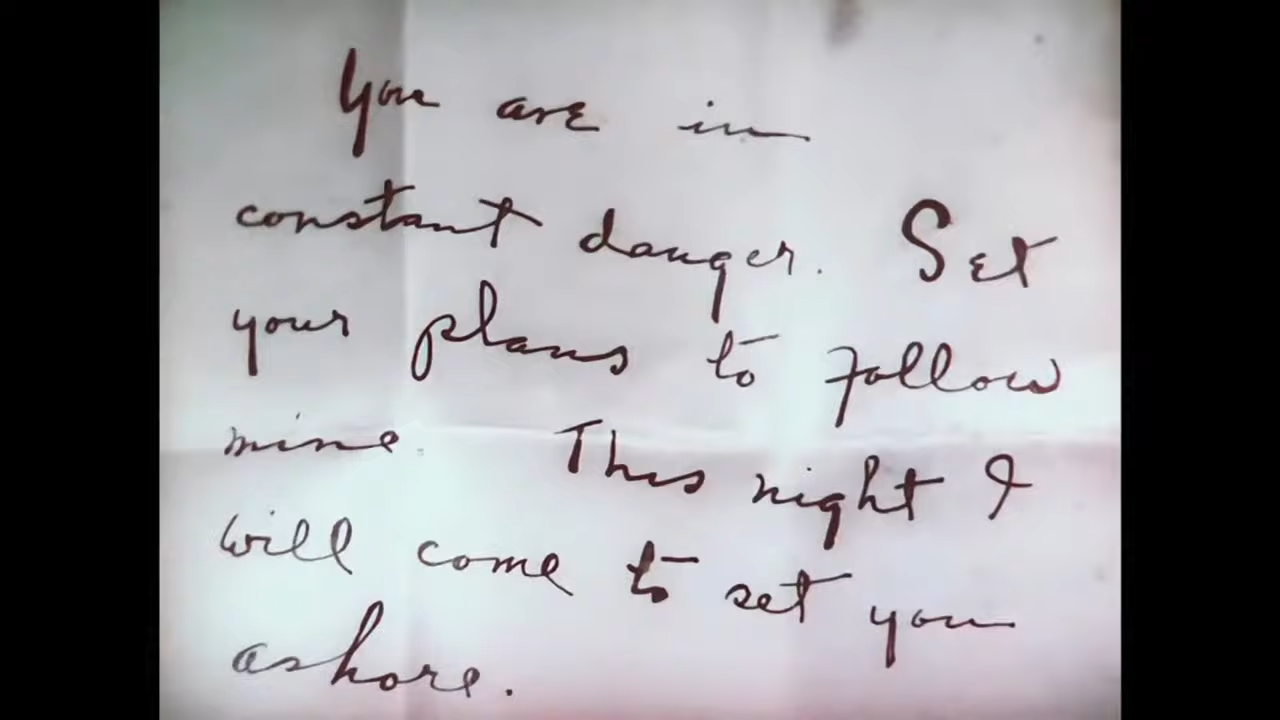 You are in
constant danger. Set
your plans to follow
mine. This night I
will come to set you
ashore.